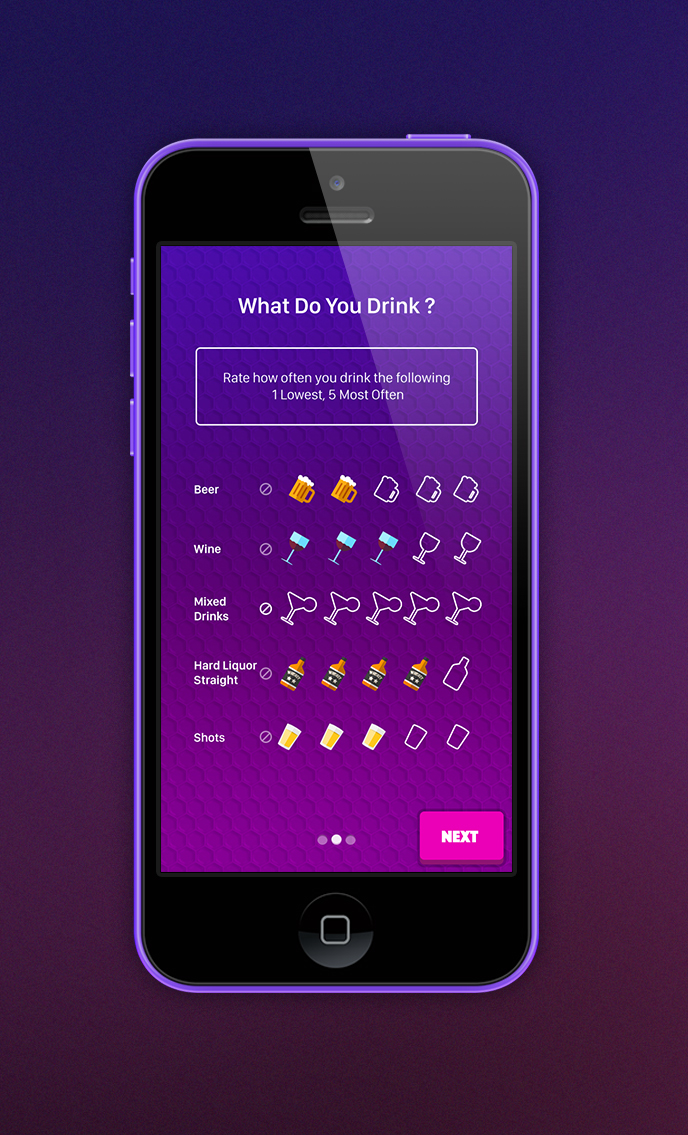 What Do You Drink ?
Rate how often you drink the following
1 Lowest, 5 Most Often
Beer
Wine
Mixed
Drinks
Hard Liquor
Straight
Shots
NEXT